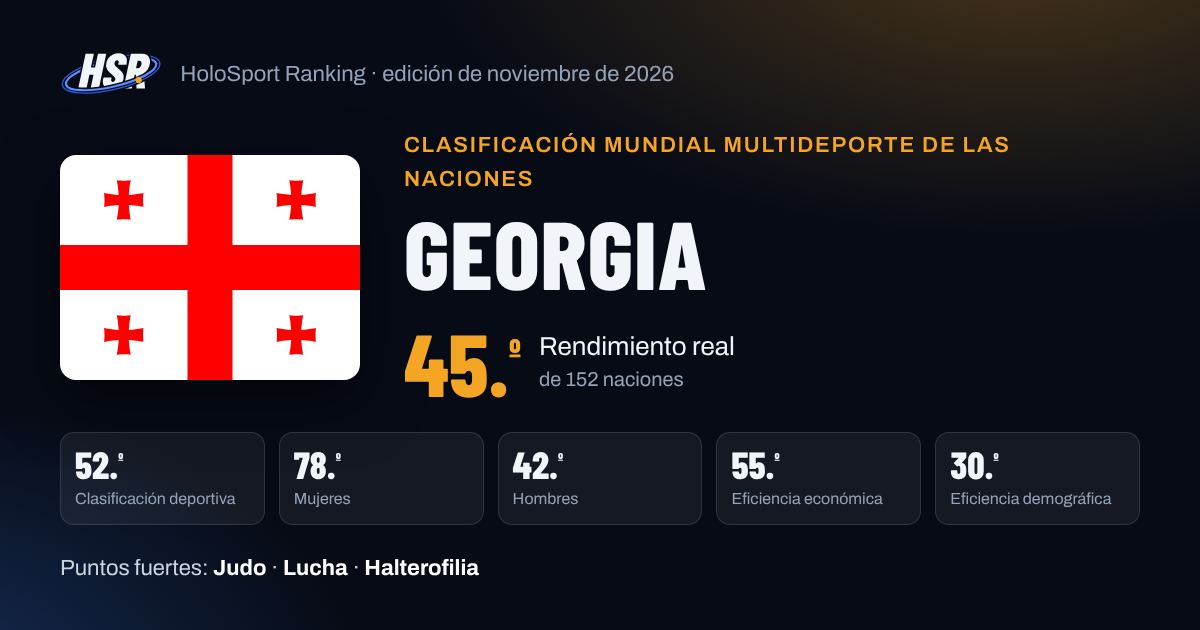 HSR HoloSport Ranking · edición de noviembre de 2026
CLASIFICACIÓN MUNDIAL MULTIDEPORTE DE LAS
NACIONES
GEORGIA
45.º Rendimiento real
de 152 naciones
52.º
Clasificación deportiva
78.º
Mujeres
42.º
Hombres
55.º
Eficiencia económica
30.º
Eficiencia demográfica
Puntos fuertes: Judo · Lucha · Halterofilia